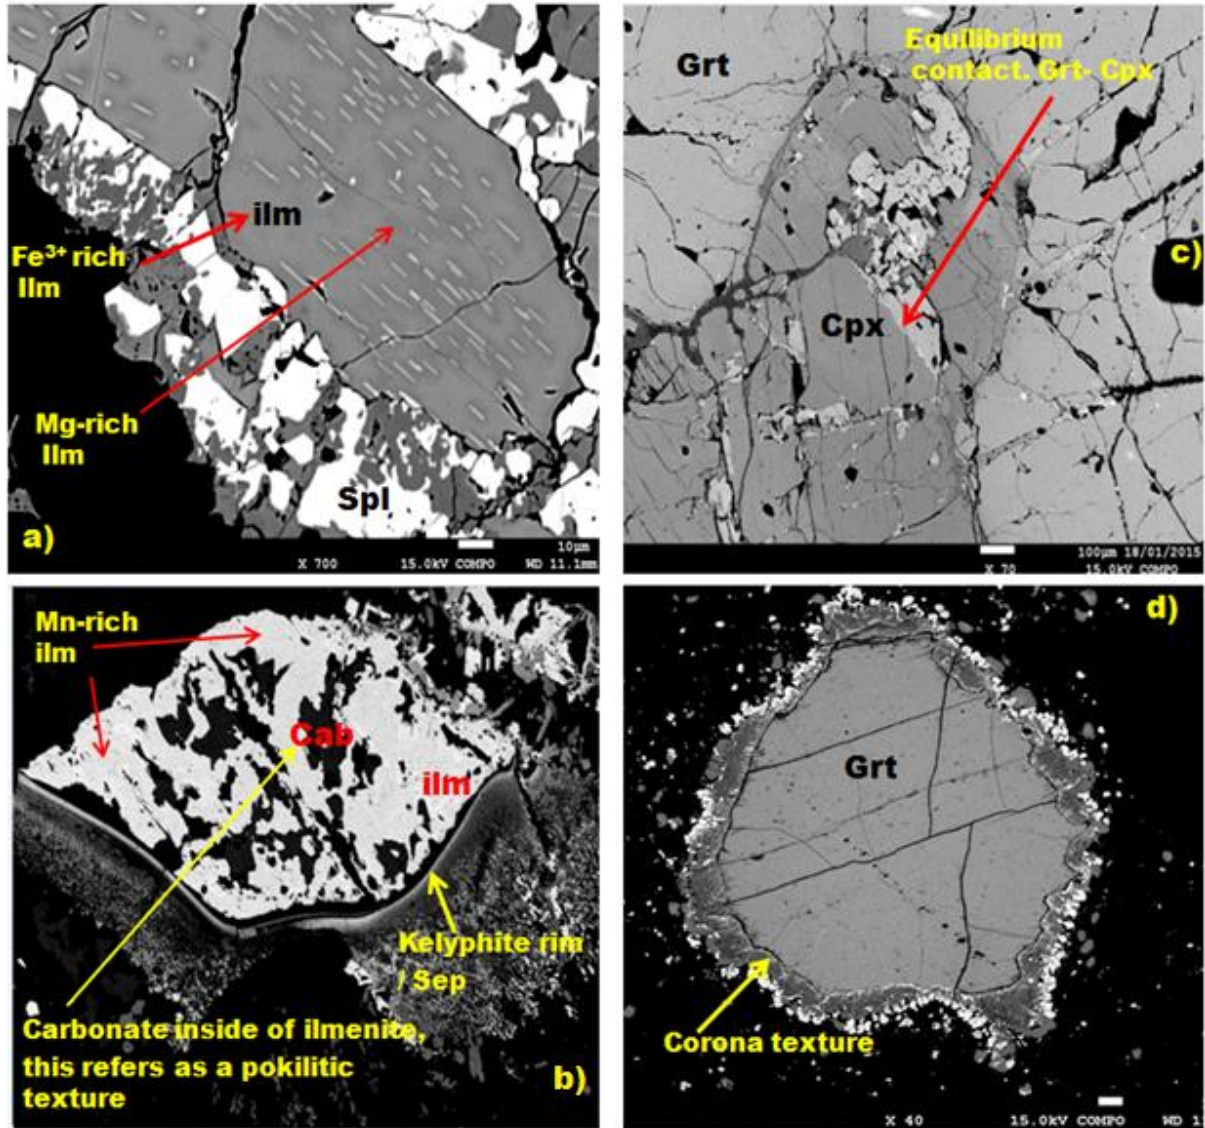 ilm
Fe³⁺ rich
Ilm
Mg-rich
Ilm
Spl
a)
10µm
X 700 15.0kV COMPO WD 11.1mm
Grt
Equilibrium
contact. Grt- Cpx
c)
Cpx
100µm 18/01/2015
X 70 15.0kV COMPO
Mn-rich
ilm
Cab
ilm
Kelyphite rim
/ Sep
Carbonate inside of ilmenite,
this refers as a pokilitic
texture
b)
d)
Grt
Corona texture
X 40 15.0kV COMPO WD 1